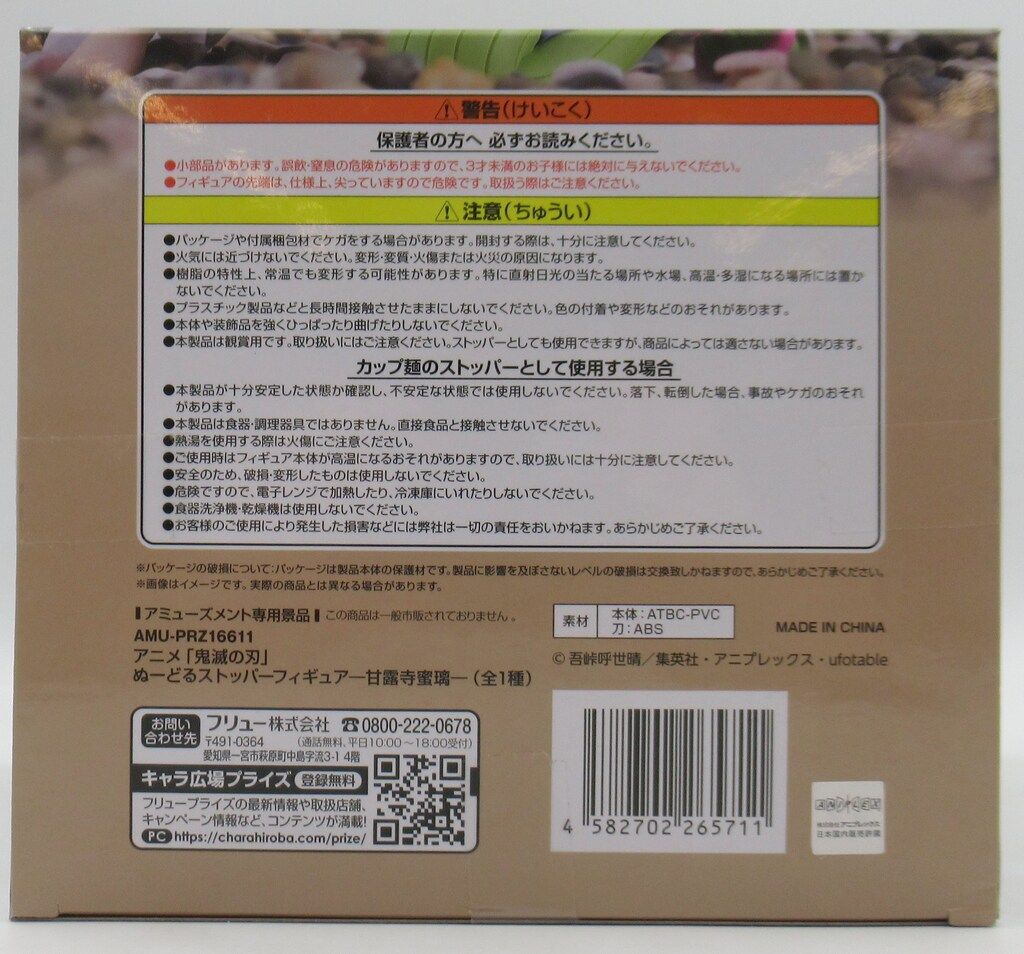 ⚠警告(けいこく)
保護者の方へ 必ずお読みください。
●小部品があります。誤飲・窒息の危険がありますので、3才未満のお子様には絶対に与えないでください。
●フィギュアの先端は、仕様上、尖っていますので危険です。取扱う際はご注意ください。
⚠注意(ちゅうい)
●パッケージや付属梱包材でケガをする場合があります。開封する際は、十分に注意してください。
●火気には近づけないでください。変形・変質・火傷または火災の原因になります。
●樹脂の特性上、常温でも変形する可能性があります。特に直射日光の当たる場所や水場、高温・多湿になる場所には置か
ないでください。
●プラスチック製品などと長時間接触させたままにしないでください。色の付着や変形などのおそれがあります。
●本体や装飾品を強くひっぱったり曲げたりしないでください。
●本製品は観賞用です。取り扱いにはご注意ください。ストッパーとしても使用できますが、商品によっては適さない場合があります。
カップ麺のストッパーとして使用する場合
●本製品が十分安定した状態か確認し、不安定な状態では使用しないでください。落下、転倒した場合、事故やケガのおそれ
があります。
●本製品は食器・調理器具ではありません。直接食品と接触させないでください。
●熱湯を使用する際は火傷にご注意ください。
●ご使用時はフィギュア本体が高温になるおそれがありますので、取り扱いには十分に注意してください。
●安全のため、破損・変形したものは使用しないでください。
●危険ですので、電子レンジで加熱したり、冷凍庫にいれたりしないでください。
●食器洗浄機・乾燥機は使用しないでください。
●お客様のご使用により発生した損害などには弊社は一切の責任をおいかねます。あらかじめご了承ください。
※パッケージの破損について:パッケージは製品本体の保護材です。製品に影響を及ぼさないレベルの破損は交換致しかねますので、あらかじめご了承ください。
※画像はイメージです。実際の商品とは異なる場合があります。
▌アミューズメント専用景品▐ この商品は一般市販されておりません。
AMU-PRZ16611
アニメ「鬼滅の刃」
ぬーどるストッパーフィギュア―甘露寺蜜璃―(全1種)
素材 本体:ATBC-PVC
刀:ABS
MADE IN CHINA
©吾峠呼世晴/集英社・アニプレックス・ufotable
お問い
合わせ先
フリュー株式会社 ☎0800-222-0678
〒491-0364 (通話無料、平日10:00~18:00受付)
愛知県一宮市萩原町中島字流3-1 4階
キャラ広場プライズ 登録無料
フリュープライズの最新情報や取扱店舗、
キャンペーン情報など、コンテンツが満載!
PC https://charahiroba.com/prize/
4 582702 265711
ANIPLEX
株式会社アニプレックス
日本国内販売許諾